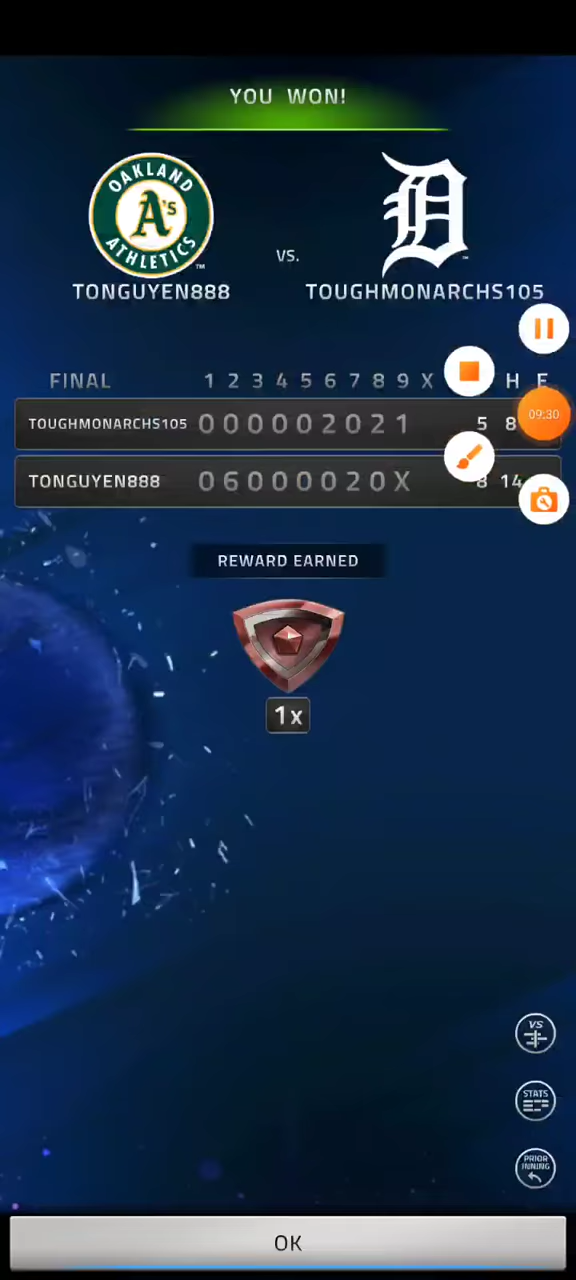 YOU WON!
OAKLAND
A's
ATHLETICS
TM
VS.
TONGUYEN888
TOUGHMONARCHS105
FINAL 1 2 3 4 5 6 7 8 9 X H E
09:30
TOUGHMONARCHS105 0 0 0 0 0 2 0 2 1 5 8
TONGUYEN888 0 6 0 0 0 0 2 0 X 8 14
REWARD EARNED
1x
VS
STATS
PRIOR
INNING
OK